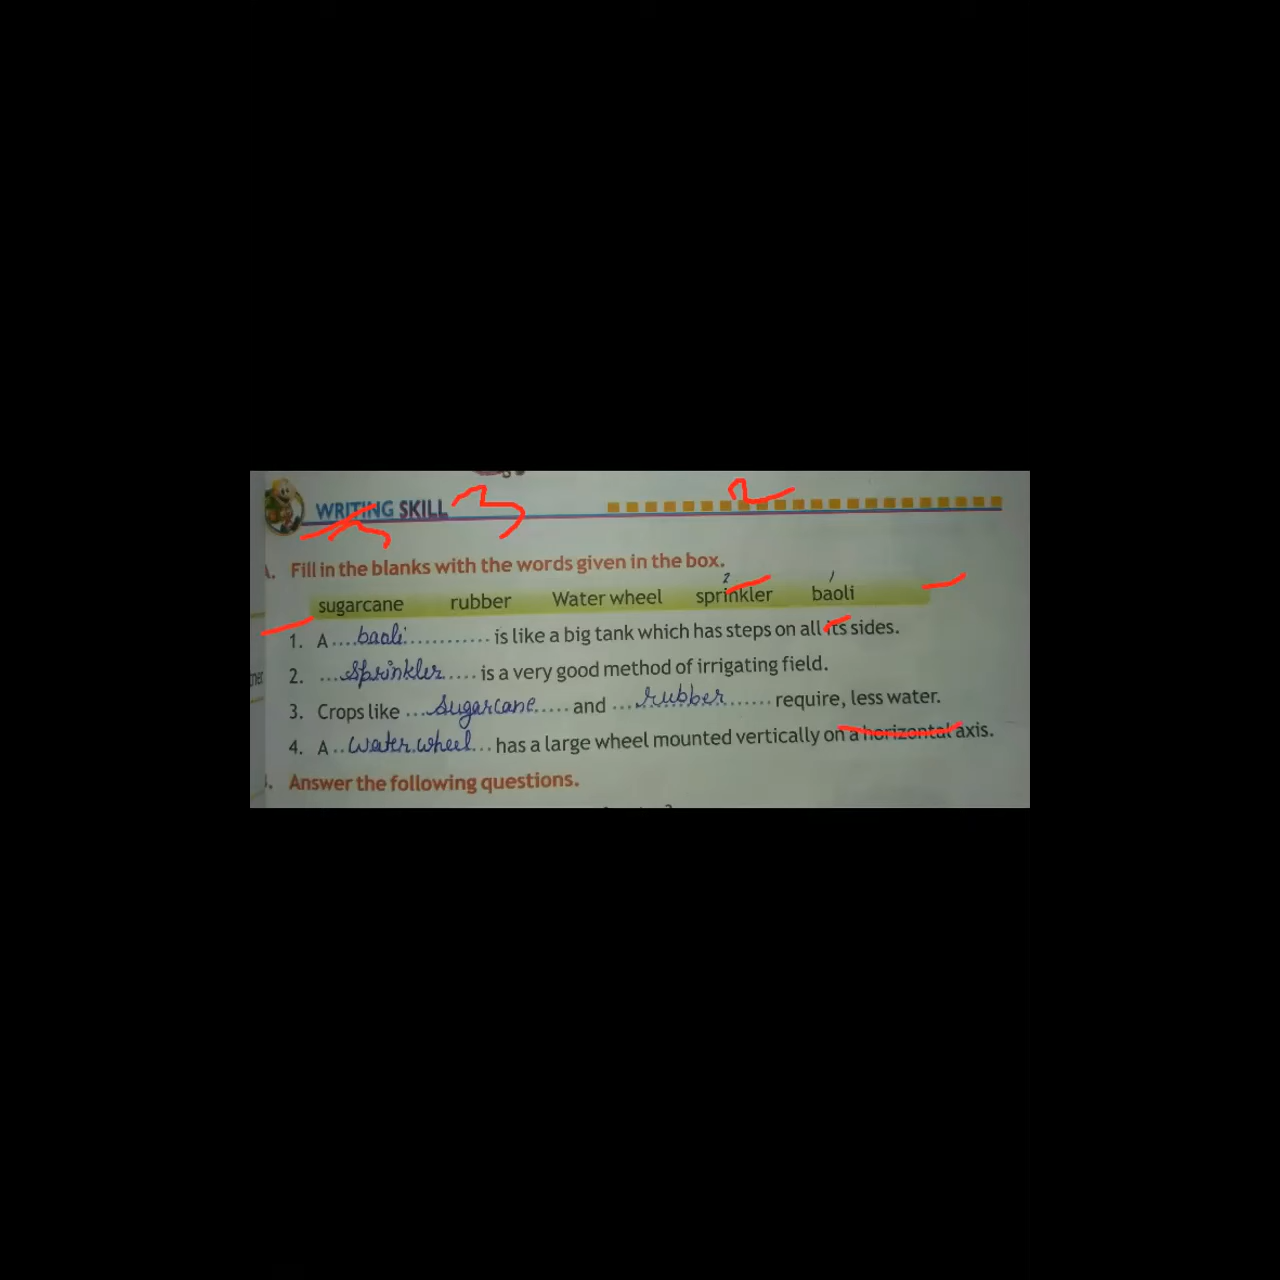 WRITING SKILL
A. Fill in the blanks with the words given in the box.
2 1
sugarcane rubber Water wheel sprinkler baoli
1. A ....baoli............ is like a big tank which has steps on all its sides.
2. ....Sprinkler..... is a very good method of irrigating field.
3. Crops like ....Sugarcane..... and ....rubber....... require, less water.
4. A ..water.wheel... has a large wheel mounted vertically on a horizontal axis.
Answer the following questions.